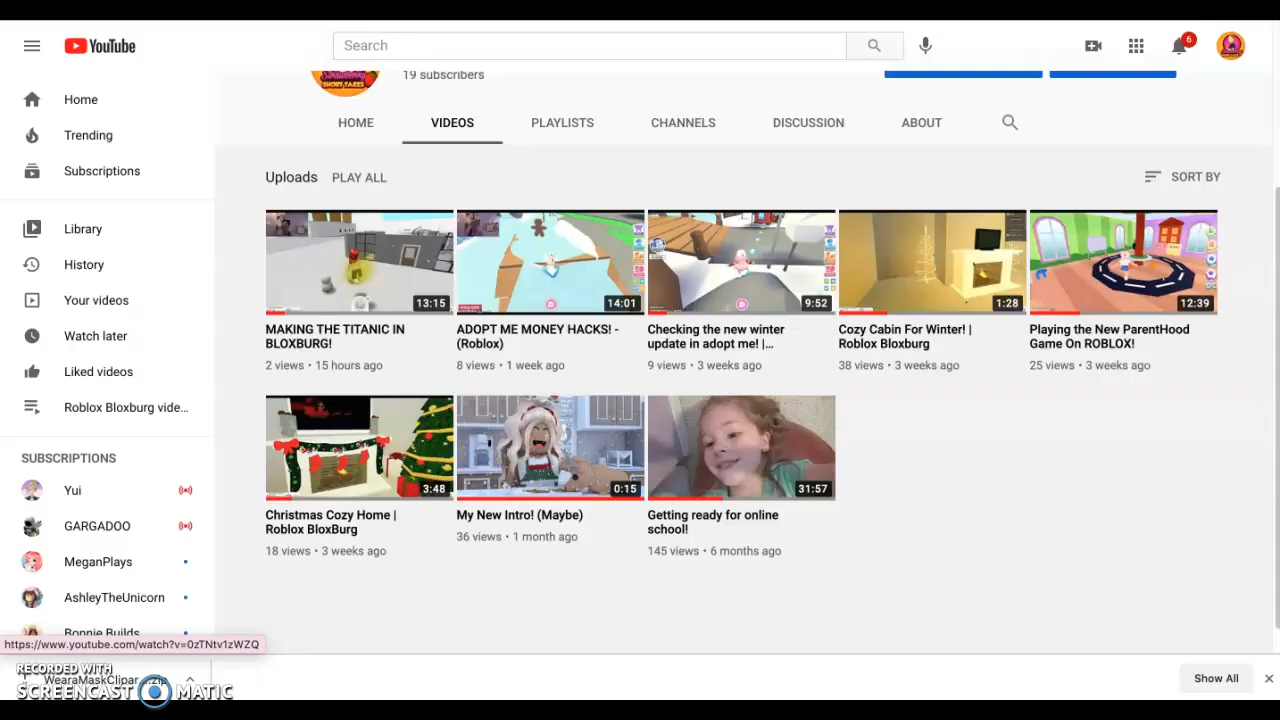 YouTube
Search
6
Home
Trending
Subscriptions
Library
History
Your videos
Watch later
Liked videos
Roblox Bloxburg vide...
SUBSCRIPTIONS
Yui
GARGADOO
MeganPlays
AshleyTheUnicorn
Bonnie Builds
https://www.youtube.com/watch?v=0zTNtv1zWZQ
19 subscribers
HOME VIDEOS PLAYLISTS CHANNELS DISCUSSION ABOUT
Uploads PLAY ALL SORT BY
13:15 14:01 9:52 1:28 12:39
MAKING THE TITANIC IN
BLOXBURG!
2 views • 15 hours ago
ADOPT ME MONEY HACKS! -
(Roblox)
8 views • 1 week ago
Checking the new winter
update in adopt me! |...
9 views • 3 weeks ago
Cozy Cabin For Winter! |
Roblox Bloxburg
38 views • 3 weeks ago
Playing the New ParentHood
Game On ROBLOX!
25 views • 3 weeks ago
3:48 0:15 31:57
Christmas Cozy Home |
Roblox BloxBurg
18 views • 3 weeks ago
My New Intro! (Maybe)
36 views • 1 month ago
Getting ready for online
school!
145 views • 6 months ago
RECORDED WITH
SCREENCAST MATIC
WearaMaskClipar....zip
Show All